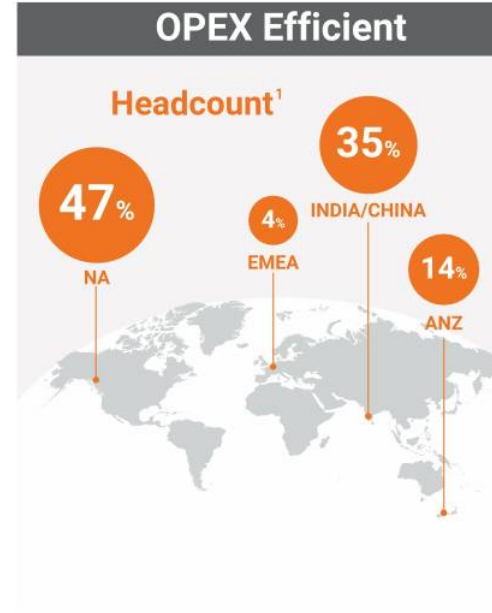 OPEX Efficient
Headcount¹
47%
NA
4%
EMEA
35%
INDIA/CHINA
14%
ANZ